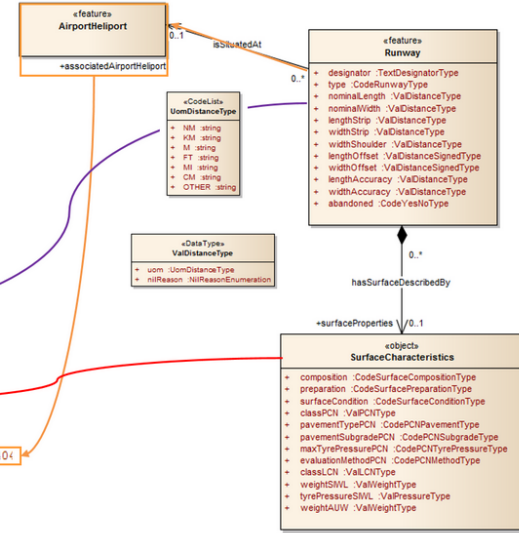 «feature»
AirportHeliport
+associatedAirportHeliport
0..1
isSituatedAt
0..*
«feature»
Runway
+ designator :TextDesignatorType
+ type :CodeRunwayType
+ nominalLength :ValDistanceType
+ nominalWidth :ValDistanceType
+ lengthStrip :ValDistanceType
+ widthStrip :ValDistanceType
+ widthShoulder :ValDistanceType
+ lengthOffset :ValDistanceSignedType
+ widthOffset :ValDistanceSignedType
+ lengthAccuracy :ValDistanceType
+ widthAccuracy :ValDistanceType
+ abandoned :CodeYesNoType
«CodeList»
UomDistanceType
+ NM :string
+ KM :string
+ M :string
+ FT :string
+ MI :string
+ CM :string
+ OTHER :string
«DataType»
ValDistanceType
+ uom :UomDistanceType
+ nilReason :NilReasonEnumeration
0..*
hasSurfaceDescribedBy
+surfaceProperties
0..1
«object»
SurfaceCharacteristics
+ composition :CodeSurfaceCompositionType
+ preparation :CodeSurfacePreparationType
+ surfaceCondition :CodeSurfaceConditionType
+ classPCN :ValPCNType
+ pavementTypePCN :CodePCNPavementType
+ pavementSubgradePCN :CodePCNSubgradeType
+ maxTyrePressurePCN :CodePCNTyrePressureType
+ evaluationMethodPCN :CodePCNMethodType
+ classLCN :ValLCNType
+ weightSIWL :ValWeightType
+ tyrePressureSIWL :ValPressureType
+ weightAUW :ValWeightType